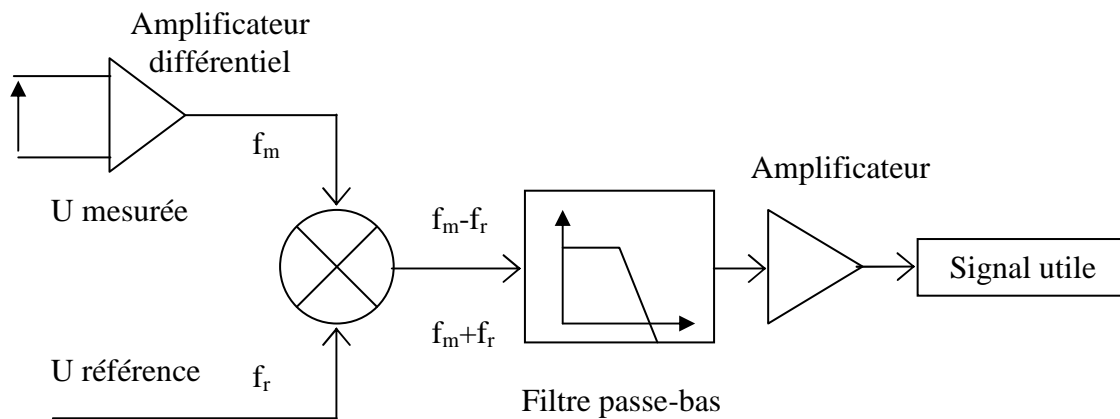 Amplificateur
différentiel
f_m
U mesurée
Amplificateur
f_m-f_r
Signal utile
f_m+f_r
U référence
f_r
Filtre passe-bas